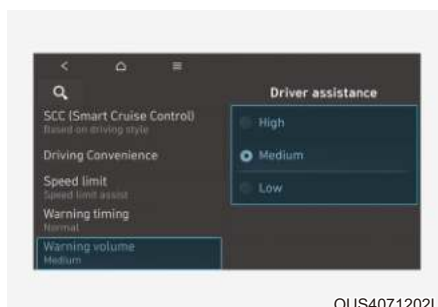 Driver assistance
SCC (Smart Cruise Control)
Based on driving style
Driving Convenience
Speed limit
Speed limit assist
Warning timing
Normal
Warning volume
Medium
High
Medium
Low